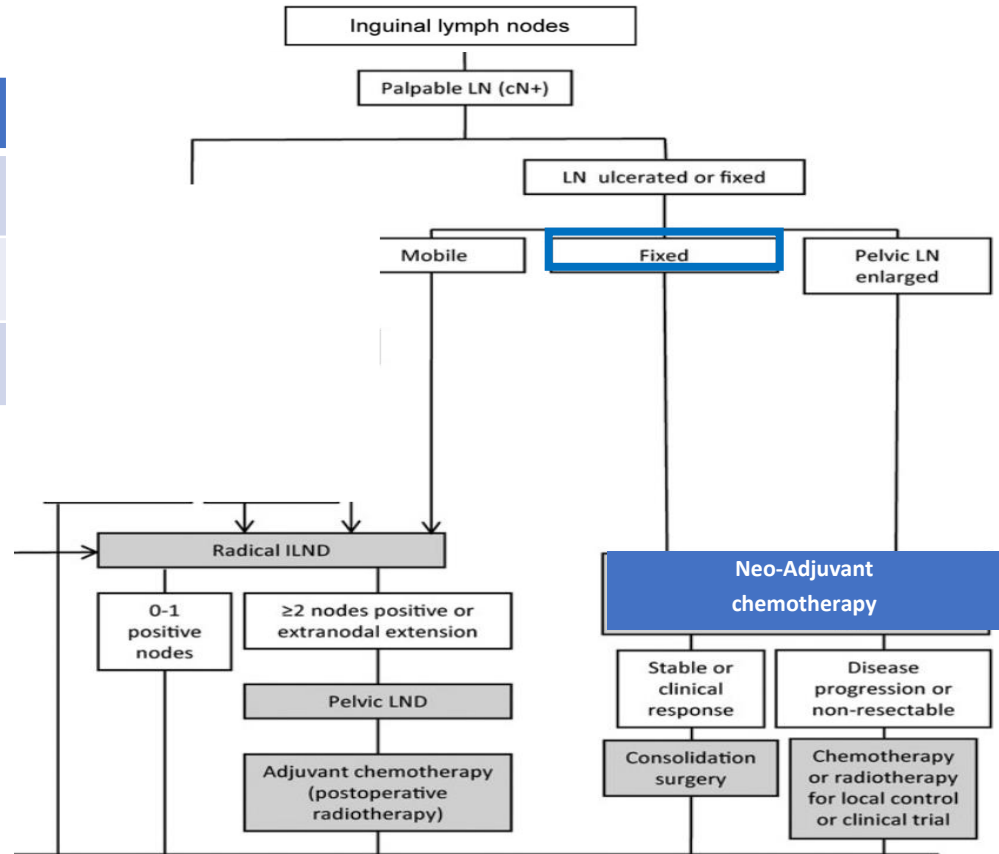 Inguinal lymph nodes
Palpable LN (cN+)
LN ulcerated or fixed
Mobile
Fixed
Pelvic LN
enlarged
Radical ILND
Neo-Adjuvant
chemotherapy
0-1
positive
nodes
≥2 nodes positive or
extranodal extension
Stable or
clinical
response
Disease
progression or
non-resectable
Pelvic LND
Consolidation
surgery
Chemotherapy
or radiotherapy
for local control
or clinical trial
Adjuvant chemotherapy
(postoperative
radiotherapy)